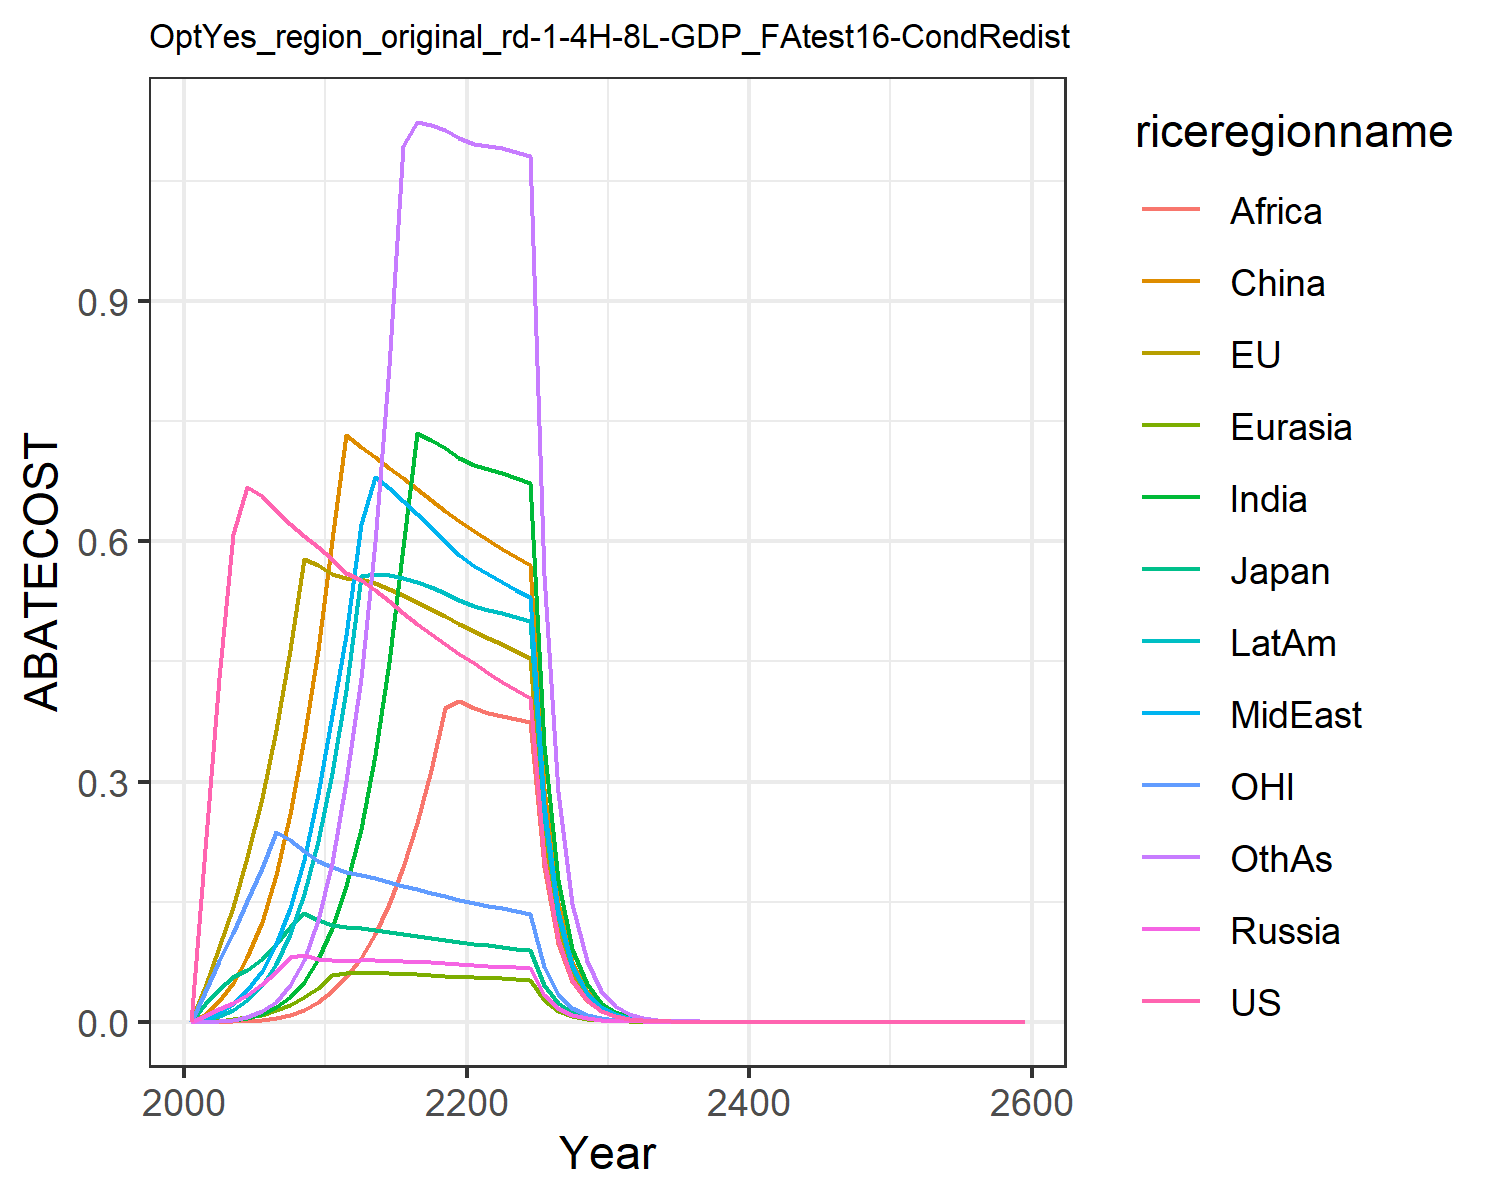 OptYes_region_original_rd-1-4H-8L-GDP_FAtest16-CondRedist
riceregionname
Africa
China
EU
Eurasia
India
Japan
LatAm
MidEast
OHI
OthAs
Russia
US
ABATECOST
0.9
0.6
0.3
0.0
2000 2200 2400 2600
Year